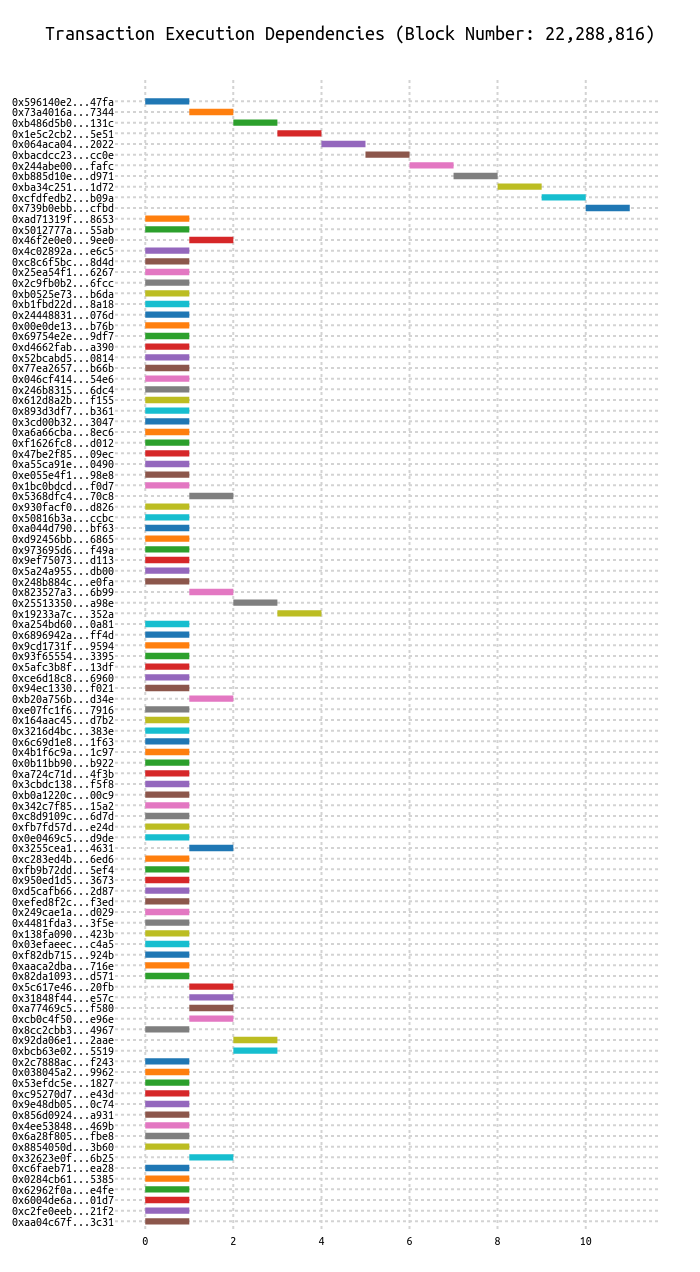 Transaction Execution Dependencies (Block Number: 22,288,816)
0x596140e2...47fa
0x73a4016a...7344
0xb486d5b0...131c
0x1e5c2cb2...5e51
0x064aca04...2022
0xbacdcc23...cc0e
0x244abe00...fafc
0xb885d10e...d971
0xba34c251...1d72
0xcfdfedb2...b09a
0x739b0ebb...cfbd
0xad71319f...8653
0x5012777a...55ab
0x46f2e0e0...9ee0
0x4c02892a...e6c5
0xc8c6f5bc...8d4d
0x25ea54f1...6267
0x2c9fb0b2...6fcc
0xb0525e73...b6da
0xb1fbd22d...8a18
0x24448831...076d
0x00e0de13...b76b
0x69754e2e...9df7
0xd4662fab...a390
0x52bcabd5...0814
0x77ea2657...b66b
0x046cf414...54e6
0x246b8315...6dc4
0x612d8a2b...f155
0x893d3df7...b361
0x3cd00b32...3047
0xa6a66cba...8ec6
0xf1626fc8...d012
0x47be2f85...09ec
0xa55ca91e...0490
0xe055e4f1...98e8
0x1bc0bdcd...f0d7
0x5368dfc4...70c8
0x930facf0...d826
0x50816b3a...ccbc
0xa044d790...bf63
0xd92456bb...6865
0x973695d6...f49a
0x9ef75073...d113
0x5a24a955...db00
0x248b884c...e0fa
0x823527a3...6b99
0x25513350...a98e
0x19233a7c...352a
0xa254bd60...0a81
0x6896942a...ff4d
0x9cd1731f...9594
0x93f65554...3395
0x5afc3b8f...13df
0xce6d18c8...6960
0x94ec1330...f021
0xb20a756b...d34e
0xe07fc1f6...7916
0x164aac45...d7b2
0x3216d4bc...383e
0x6c69d1e8...1f63
0x4b1f6c9a...1c97
0x0b11bb90...b922
0xa724c71d...4f3b
0x3cbdc138...f5f8
0xb0a1220c...00c9
0x342c7f85...15a2
0xc8d9109c...6d7d
0xfb7fd57d...e24d
0x0e0469c5...d9de
0x3255cea1...4631
0xc283ed4b...6ed6
0xfb9b72dd...5ef4
0x950ed1d5...3673
0xd5cafb66...2d87
0xefed8f2c...f3ed
0x249cae1a...d029
0x4481fda3...3f5e
0x138fa090...423b
0x03efaeec...c4a5
0xf82db715...924b
0xaaca2dba...716e
0x82da1093...d571
0x5c617e46...20fb
0x31848f44...e57c
0xa77469c5...f580
0xcb0c4f50...e96e
0x8cc2cbb3...4967
0x92da06e1...2aae
0xbcb63e02...5519
0x2c7888ac...f243
0x038045a2...9962
0x53efdc5e...1827
0xc95270d7...e43d
0x9e48db05...0c74
0x856d0924...a931
0x4ee53848...469b
0x6a28f805...fbe8
0x8854050d...3b60
0x32623e0f...6b25
0xc6faeb71...ea28
0x0284cb61...5385
0x62962f0a...e4fe
0x6004de6a...01d7
0xc2fe0eeb...21f2
0xaa04c67f...3c31
0 2 4 6 8 10